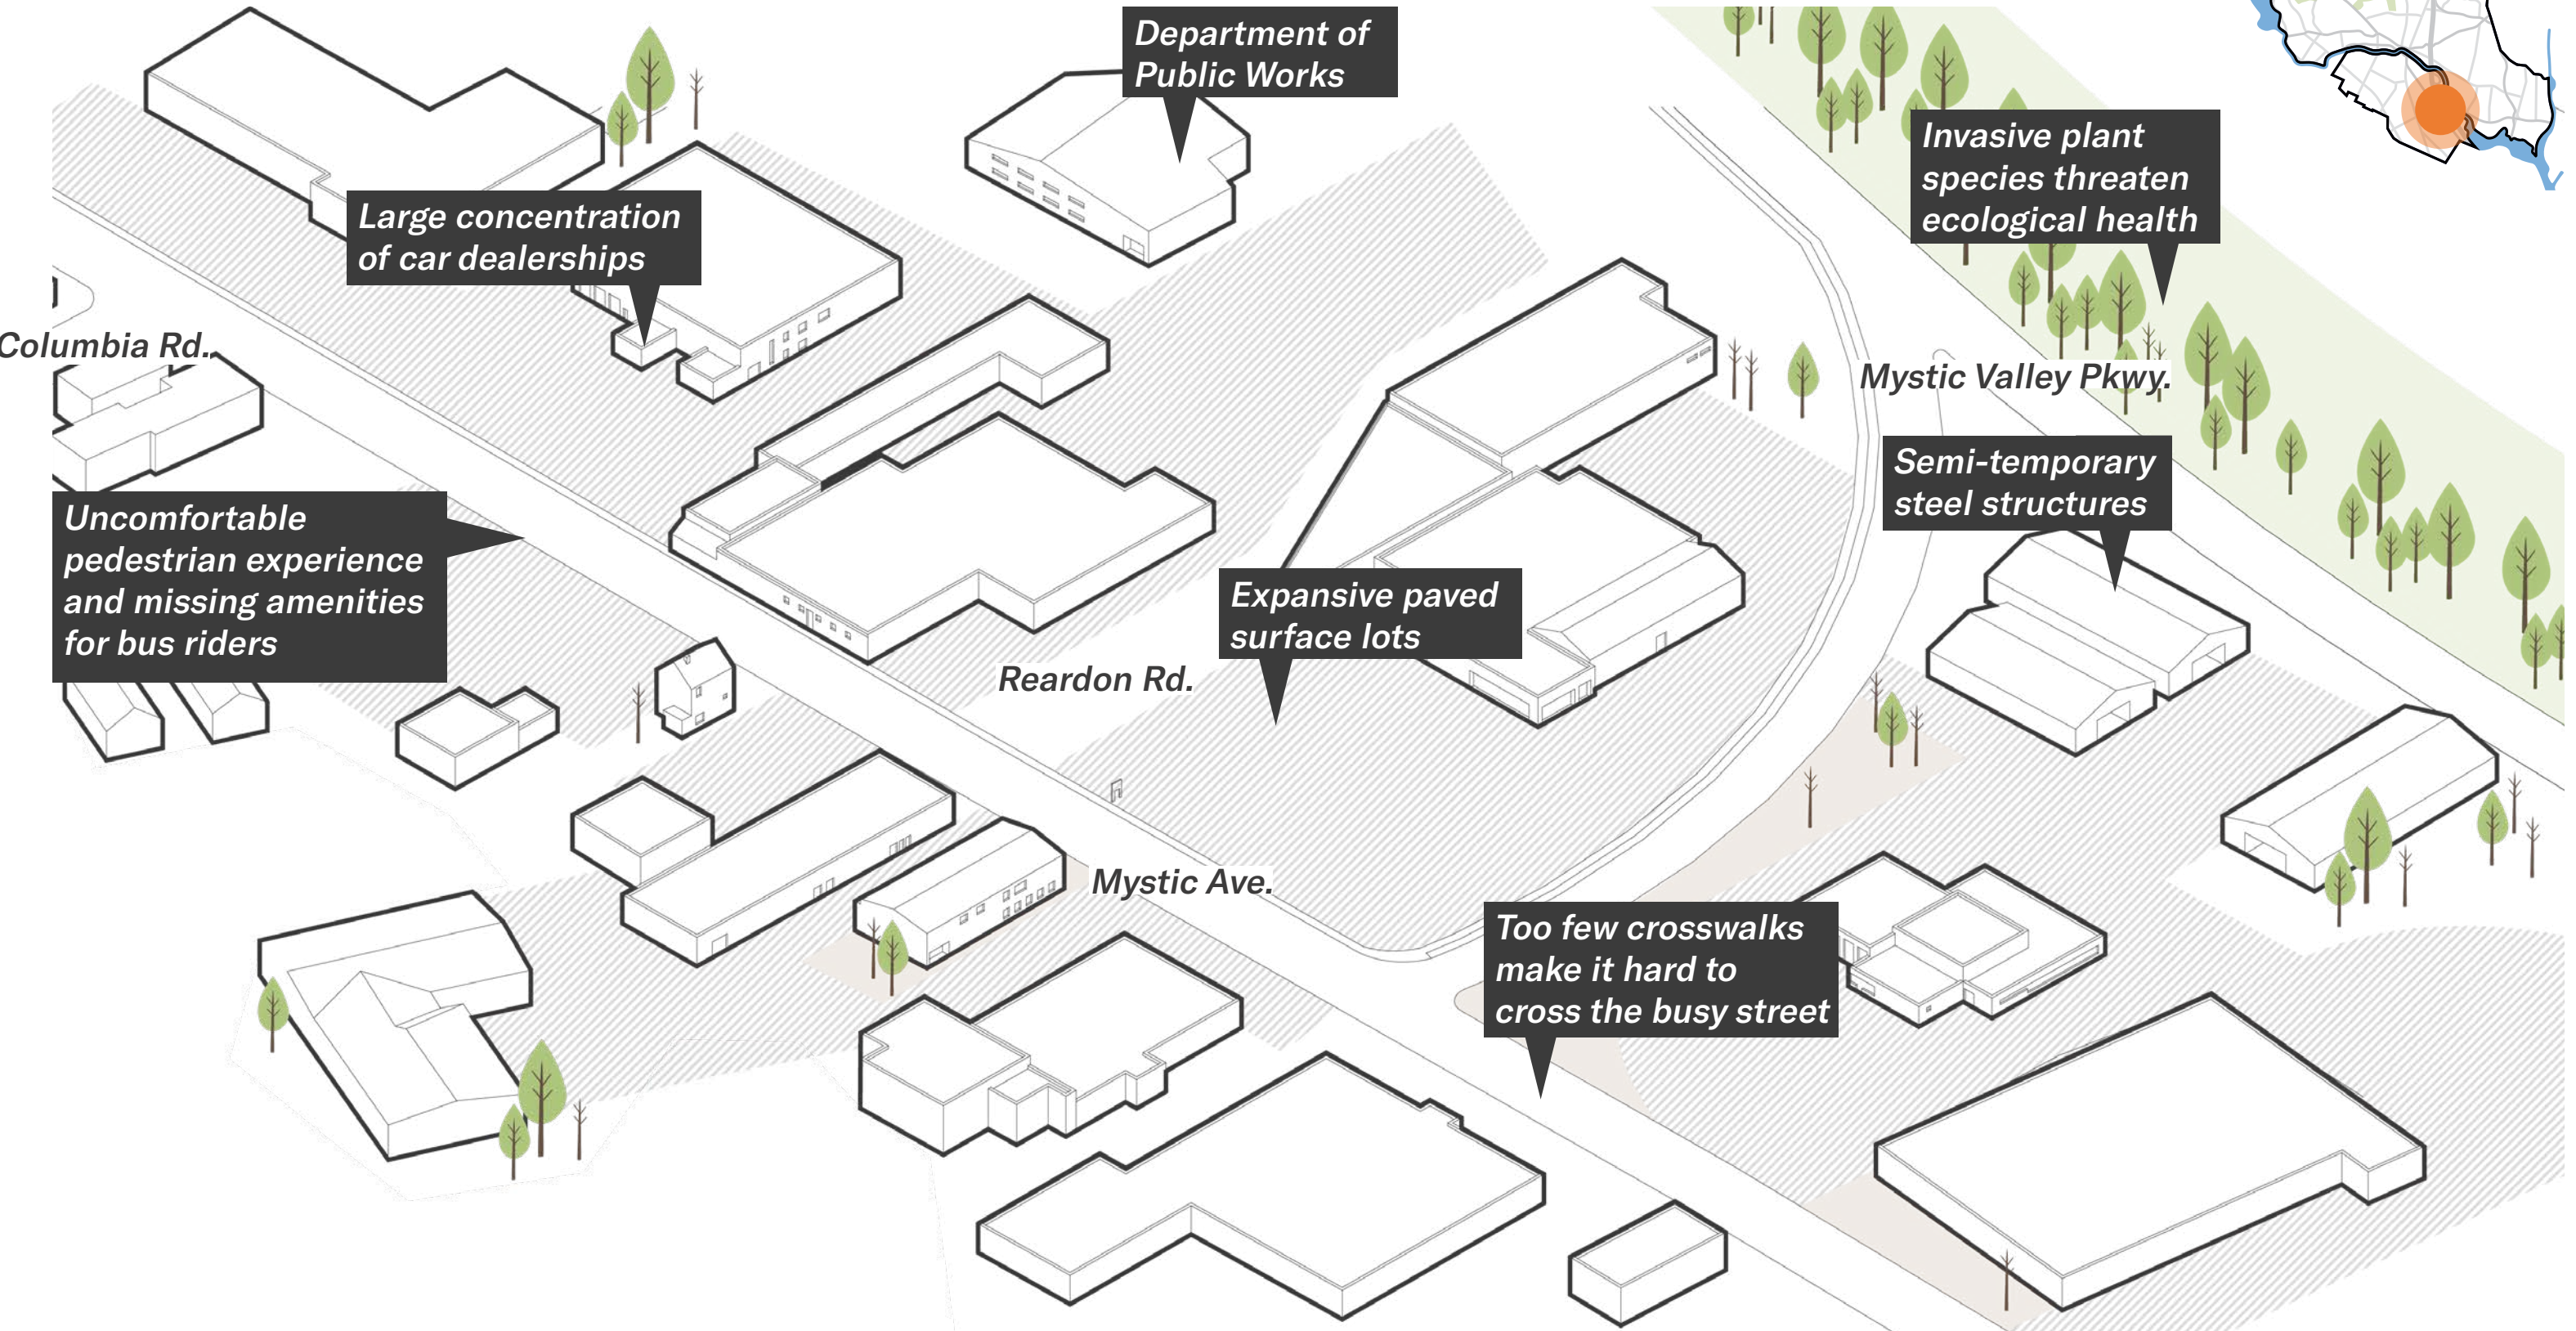 Department of
Public Works
Invasive plant
species threaten
ecological health
Large concentration
of car dealerships
Columbia Rd.
Mystic Valley Pkwy.
Semi-temporary
steel structures
Uncomfortable
pedestrian experience
and missing amenities
for bus riders
Expansive paved
surface lots
Reardon Rd.
Mystic Ave.
Too few crosswalks
make it hard to
cross the busy street